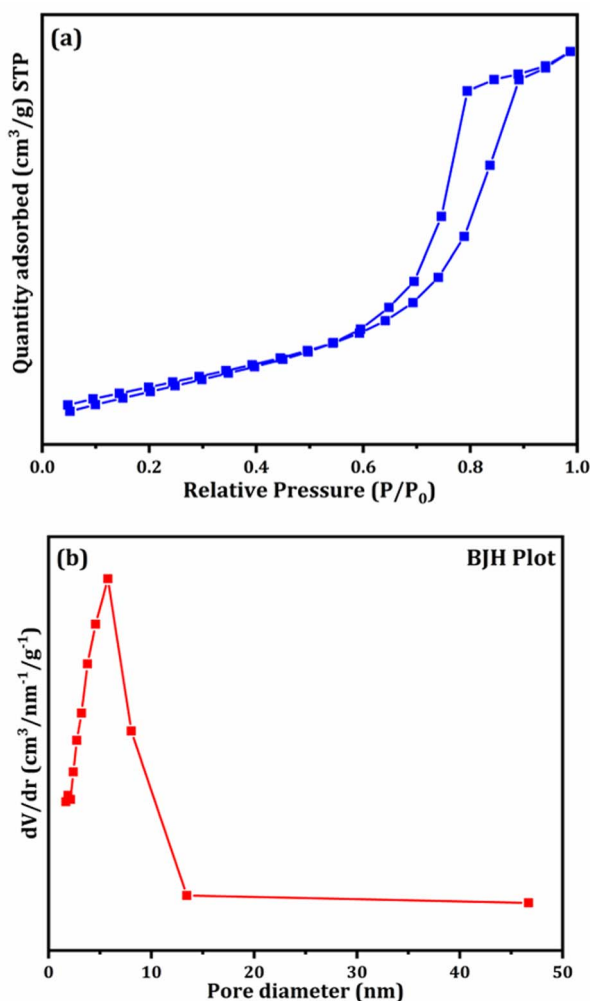 (a)
Quantity adsorbed (cm³/g) STP
0.0 0.2 0.4 0.6 0.8 1.0
Relative Pressure (P/P₀)
(b) BJH Plot
dV/dr (cm³/nm⁻¹/g⁻¹)
0 10 20 30 40 50
Pore diameter (nm)